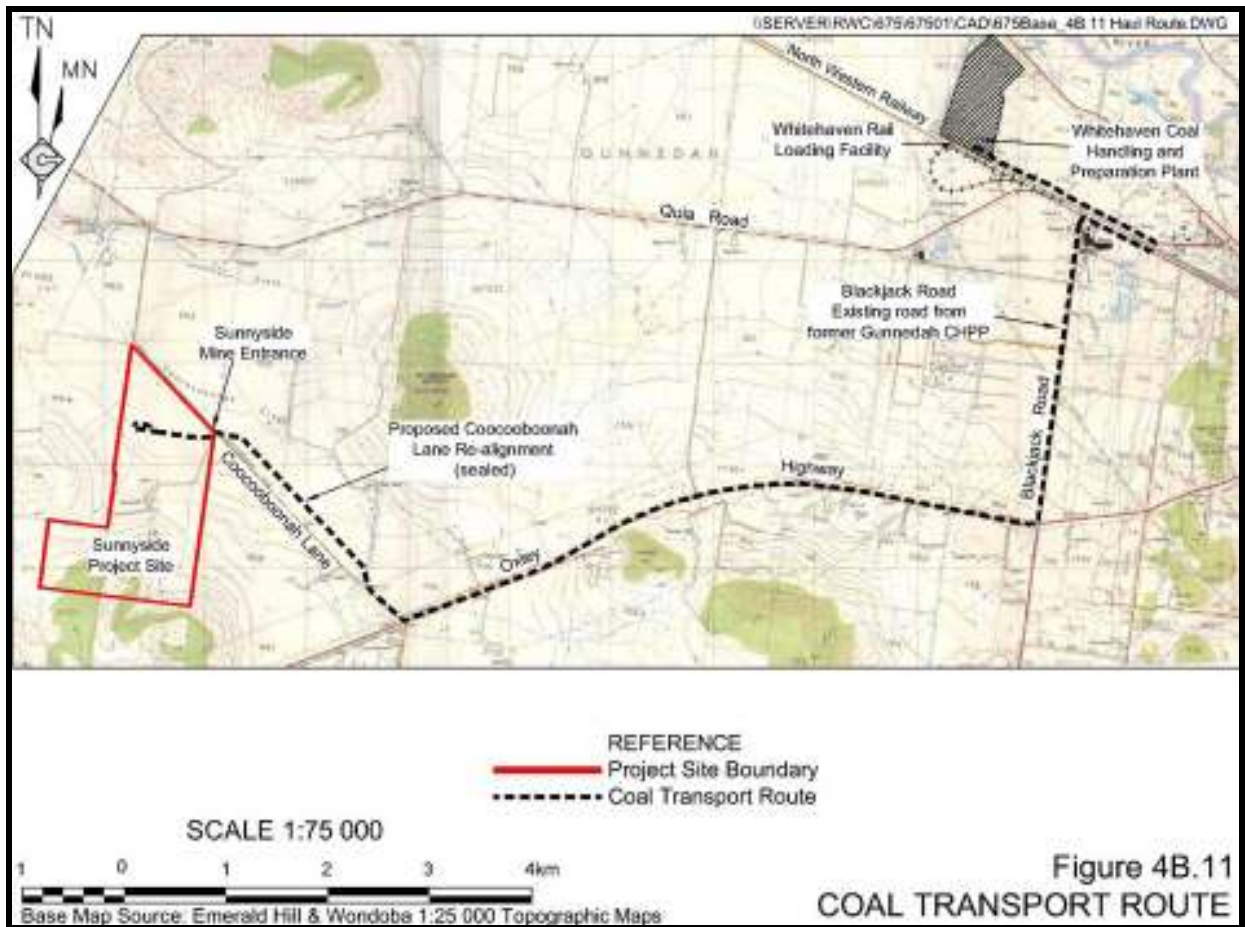 \\SERVER\RWC\675\67501\CAD\675Base_4B.11 Haul Route.DWG
TN
MN
North Western Railway
Whitehaven Rail
Loading Facility
Whitehaven Coal
Handling and
Preparation Plant
GUNNEDAH
Quia Road
Blackjack Road
Existing road from
former Gunnedah CHPP
Sunnyside
Mine Entrance
Proposed Coocooboonah
Lane Re-alignment
(sealed)
Coocooboonah Lane
Oxley
Highway
Blackjack Road
Sunnyside
Project Site
REFERENCE
Project Site Boundary
Coal Transport Route
SCALE 1:75 000
1 0 1 2 3 4km
Base Map Source: Emerald Hill & Wondoba 1:25 000 Topographic Maps
Figure 4B.11
COAL TRANSPORT ROUTE